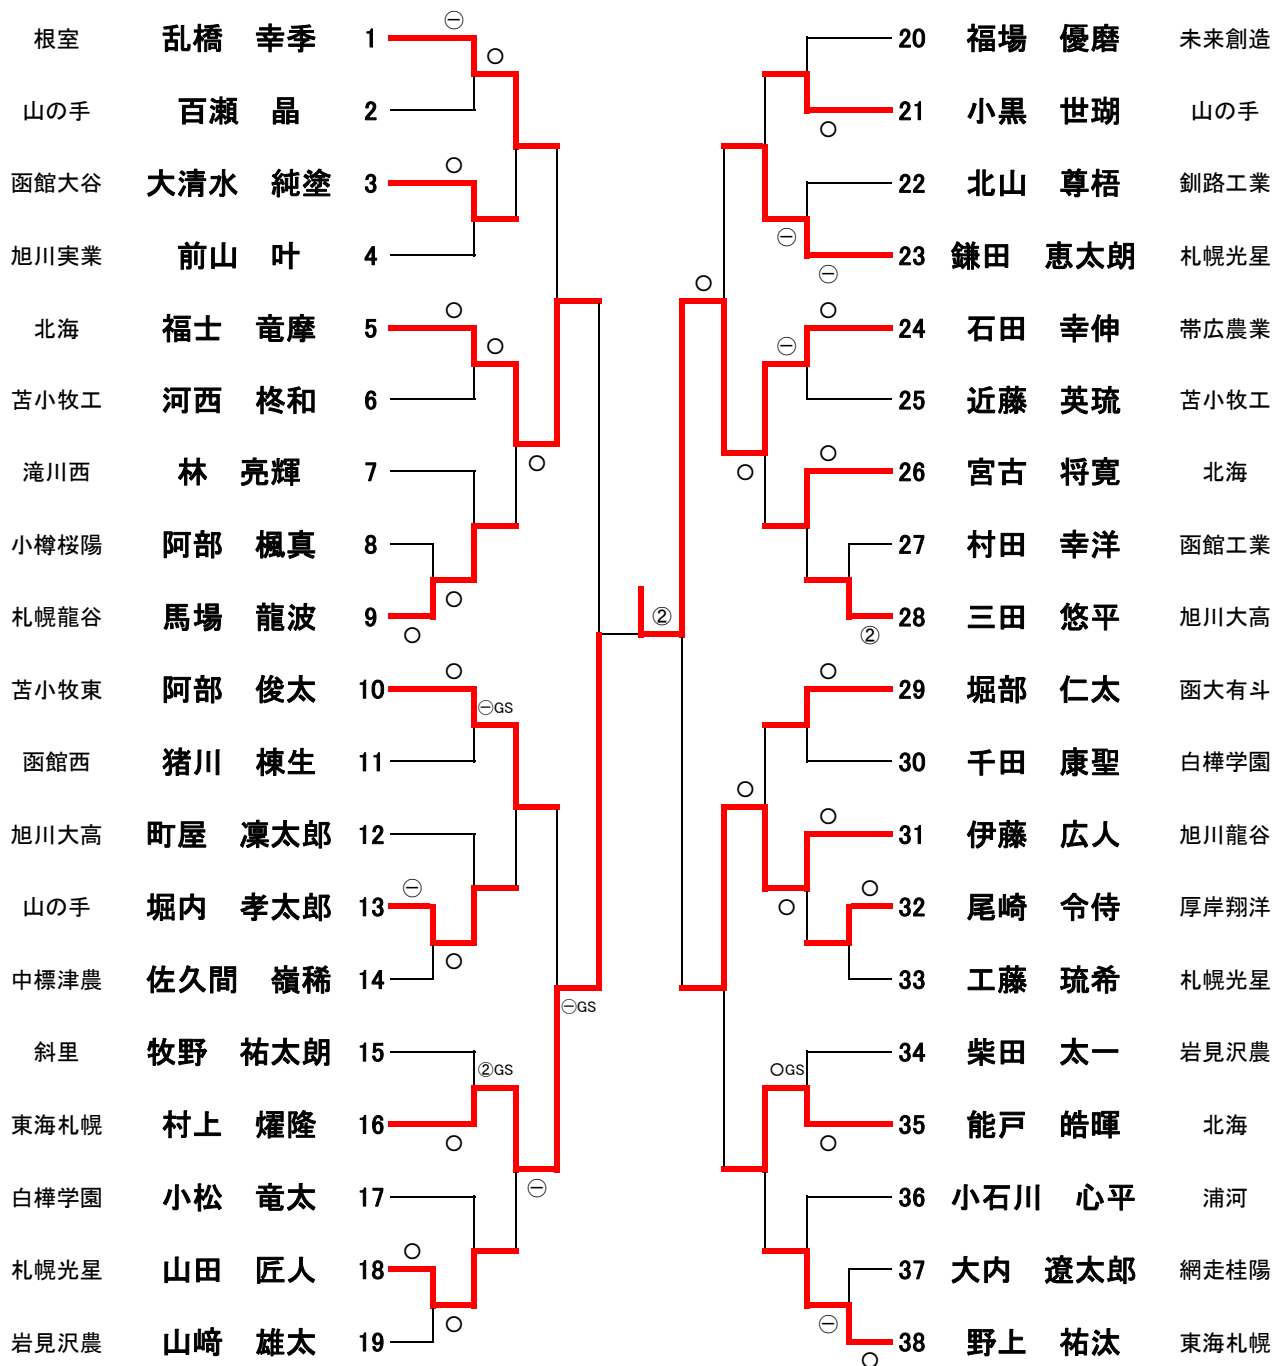 根室 乱橋 幸季 1
山の手 百瀬 晶 2
函館大谷 大清水 純塗 3
旭川実業 前山 叶 4
北海 福士 竜摩 5
苫小牧工 河西 柊和 6
滝川西 林 亮輝 7
小樽桜陽 阿部 楓真 8
札幌龍谷 馬場 龍波 9
苫小牧東 阿部 俊太 10
函館西 猪川 棟生 11
旭川大高 町屋 凜太郎 12
山の手 堀内 孝太郎 13
中標津農 佐久間 嶺稀 14
斜里 牧野 祐太朗 15
東海札幌 村上 燿隆 16
白樺学園 小松 竜太 17
札幌光星 山田 匠人 18
岩見沢農 山﨑 雄太 19
㊀
○
○
○
○
○
○
○
○
㊀GS
㊀
○
㊀GS
②GS
○
㊀
○
○
②
20 福場 優磨 未来創造
21 小黒 世瑚 山の手
22 北山 尊梧 釧路工業
23 鎌田 恵太朗 札幌光星
24 石田 幸伸 帯広農業
25 近藤 英琉 苫小牧工
26 宮古 将寛 北海
27 村田 幸洋 函館工業
28 三田 悠平 旭川大高
29 堀部 仁太 函大有斗
30 千田 康聖 白樺学園
31 伊藤 広人 旭川龍谷
32 尾崎 令侍 厚岸翔洋
33 工藤 琉希 札幌光星
34 柴田 太一 岩見沢農
35 能戸 皓暉 北海
36 小石川 心平 浦河
37 大内 遼太郎 網走桂陽
38 野上 祐汰 東海札幌
○
㊀
㊀
○
○
㊀
○
○
②
○
○
○
○
○
○GS
○
㊀
○